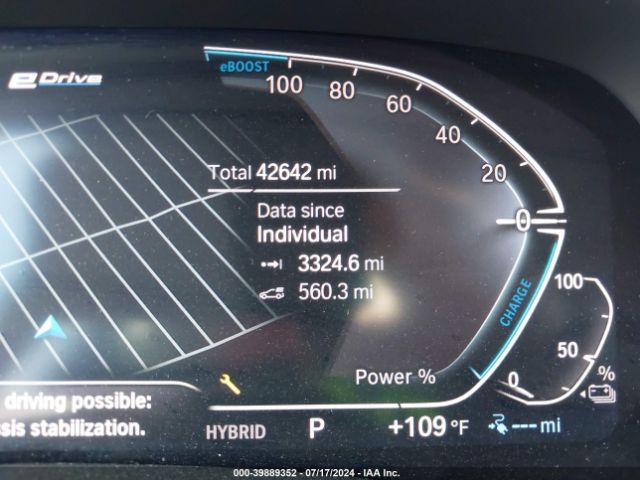 eDrive
eBOOST
100
80
60
40
20
0
Total 42642 mi
Data since
Individual
3324.6 mi
560.3 mi
CHARGE
100
50
0
%
Power %
driving possible:
sis stabilization.
HYBRID P +109 °F --- mi
000-39889352 / 07/17/2024 - IAA Inc.